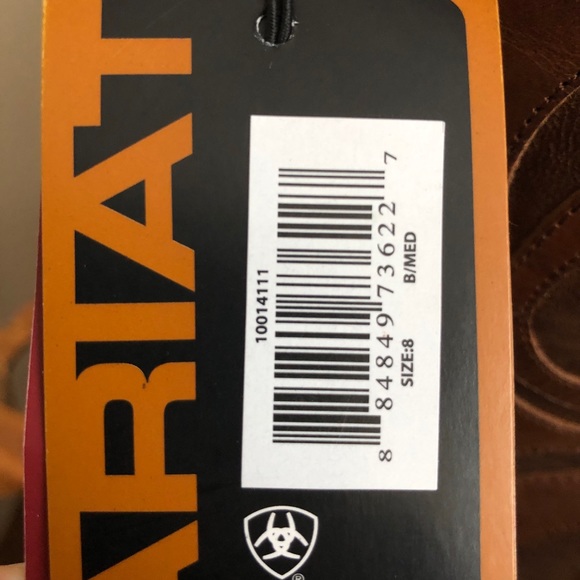 ARIAT
10014111
8 84849 73622 7
SIZE:8 B/MED
®